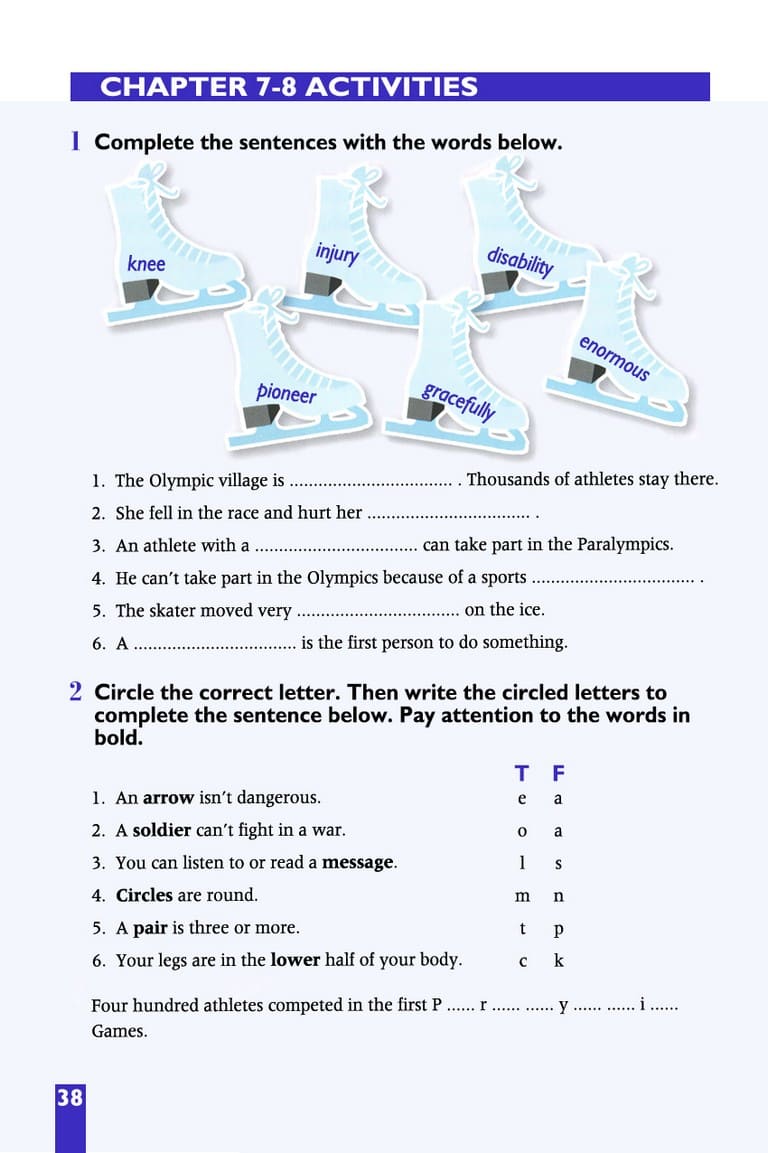 CHAPTER 7-8 ACTIVITIES
1 Complete the sentences with the words below.
knee
injury
disability
enormous
pioneer
gracefully
1. The Olympic village is .................................. . Thousands of athletes stay there.
2. She fell in the race and hurt her .................................. .
3. An athlete with a .................................. can take part in the Paralympics.
4. He can't take part in the Olympics because of a sports .................................. .
5. The skater moved very .................................. on the ice.
6. A .................................. is the first person to do something.
2 Circle the correct letter. Then write the circled letters to
complete the sentence below. Pay attention to the words in
bold.
T F
1. An arrow isn't dangerous. e a
2. A soldier can't fight in a war. o a
3. You can listen to or read a message. l s
4. Circles are round. m n
5. A pair is three or more. t p
6. Your legs are in the lower half of your body. c k
Four hundred athletes competed in the first P ...... r ...... ...... y ...... ...... i ......
Games.
38